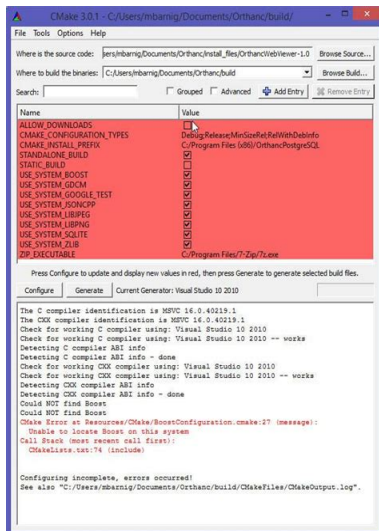 CMake 3.0.1 - C:/Users/mbarnig/Documents/Orthanc/build/
File Tools Options Help
Where is the source code: sers/mbarnig/Documents/Orthanc/install_files/OrthancWebViewer-1.0 Browse Source...
Where to build the binaries: C:/Users/mbarnig/Documents/Orthanc/build Browse Build...
Search: Grouped Advanced Add Entry Remove Entry
Name Value
ALLOW_DOWNLOADS
CMAKE_CONFIGURATION_TYPES Debug;Release;MinSizeRel;RelWithDebInfo
CMAKE_INSTALL_PREFIX C:/Program Files (x86)/OrthancPostgreSQL
STANDALONE_BUILD
STATIC_BUILD
USE_SYSTEM_BOOST
USE_SYSTEM_GDCM
USE_SYSTEM_GOOGLE_TEST
USE_SYSTEM_JSONCPP
USE_SYSTEM_LIBJPEG
USE_SYSTEM_LIBPNG
USE_SYSTEM_SQLITE
USE_SYSTEM_ZLIB
ZIP_EXECUTABLE C:/Program Files/7-Zip/7z.exe
Press Configure to update and display new values in red, then press Generate to generate selected build files.
Configure Generate Current Generator: Visual Studio 10 2010
The C compiler identification is MSVC 16.0.40219.1
The CXX compiler identification is MSVC 16.0.40219.1
Check for working C compiler using: Visual Studio 10 2010
Check for working C compiler using: Visual Studio 10 2010 -- works
Detecting C compiler ABI info
Detecting C compiler ABI info - done
Check for working CXX compiler using: Visual Studio 10 2010
Check for working CXX compiler using: Visual Studio 10 2010 -- works
Detecting CXX compiler ABI info
Detecting CXX compiler ABI info - done
Could NOT find Boost
Could NOT find Boost
CMake Error at Resources/CMake/BoostConfiguration.cmake:27 (message):
Unable to locate Boost on this system
Call Stack (most recent call first):
CMakeLists.txt:74 (include)
Configuring incomplete, errors occurred!
See also "C:/Users/mbarnig/Documents/Orthanc/build/CMakeFiles/CMakeOutput.log".